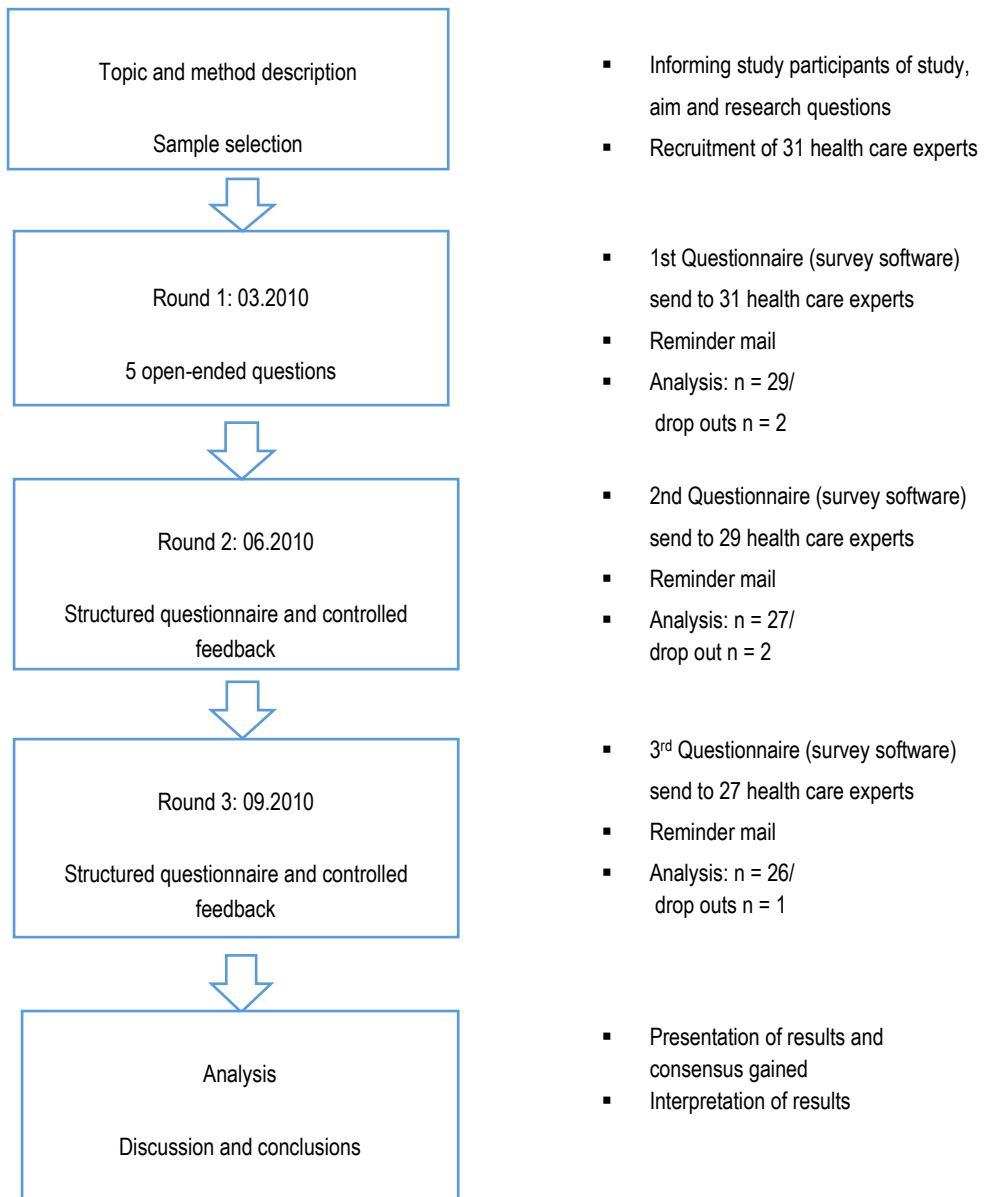 Topic and method description
Sample selection
▪ Informing study participants of study,
aim and research questions
▪ Recruitment of 31 health care experts
Round 1: 03.2010
5 open-ended questions
▪ 1st Questionnaire (survey software)
send to 31 health care experts
▪ Reminder mail
▪ Analysis: n = 29/
drop outs n = 2
Round 2: 06.2010
Structured questionnaire and controlled
feedback
▪ 2nd Questionnaire (survey software)
send to 29 health care experts
▪ Reminder mail
▪ Analysis: n = 27/
drop out n = 2
Round 3: 09.2010
Structured questionnaire and controlled
feedback
▪ 3rd Questionnaire (survey software)
send to 27 health care experts
▪ Reminder mail
▪ Analysis: n = 26/
drop outs n = 1
Analysis
Discussion and conclusions
▪ Presentation of results and
consensus gained
▪ Interpretation of results